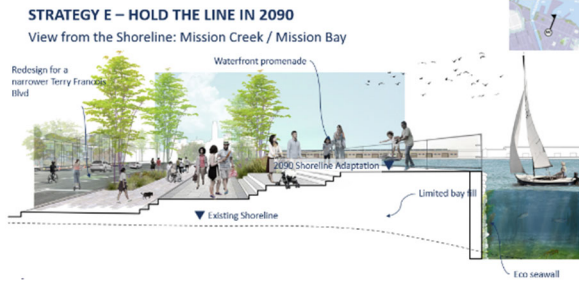 STRATEGY E – HOLD THE LINE IN 2090
View from the Shoreline: Mission Creek / Mission Bay
Waterfront promenade
Redesign for a
narrower Terry Francois
Blvd
2090 Shoreline Adaptation
Limited bay fill
Existing Shoreline
Eco seawall